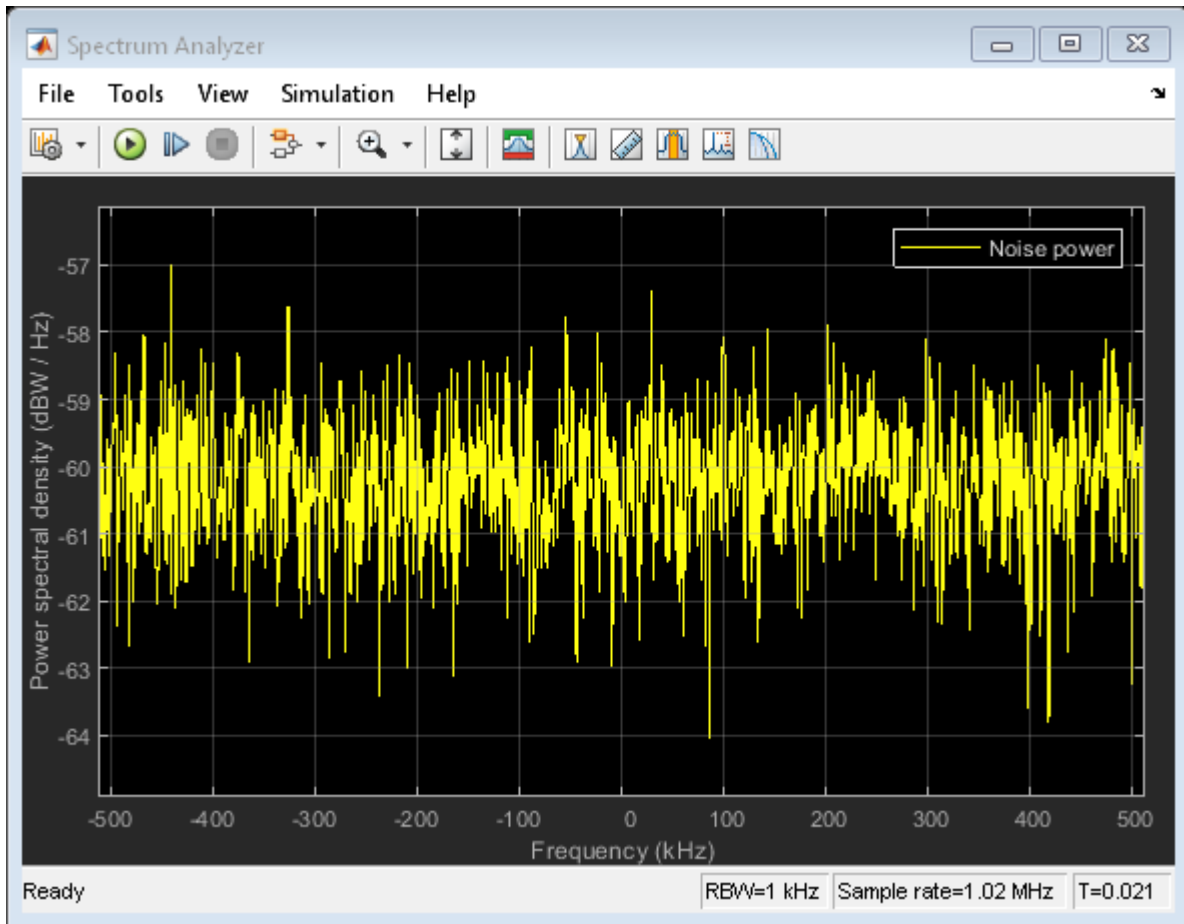 Spectrum Analyzer
File Tools View Simulation Help
Noise power
Power spectral density (dBW / Hz)
-57
-58
-59
-60
-61
-62
-63
-64
-500 -400 -300 -200 -100 0 100 200 300 400 500
Frequency (kHz)
Ready RBW=1 kHz Sample rate=1.02 MHz T=0.021